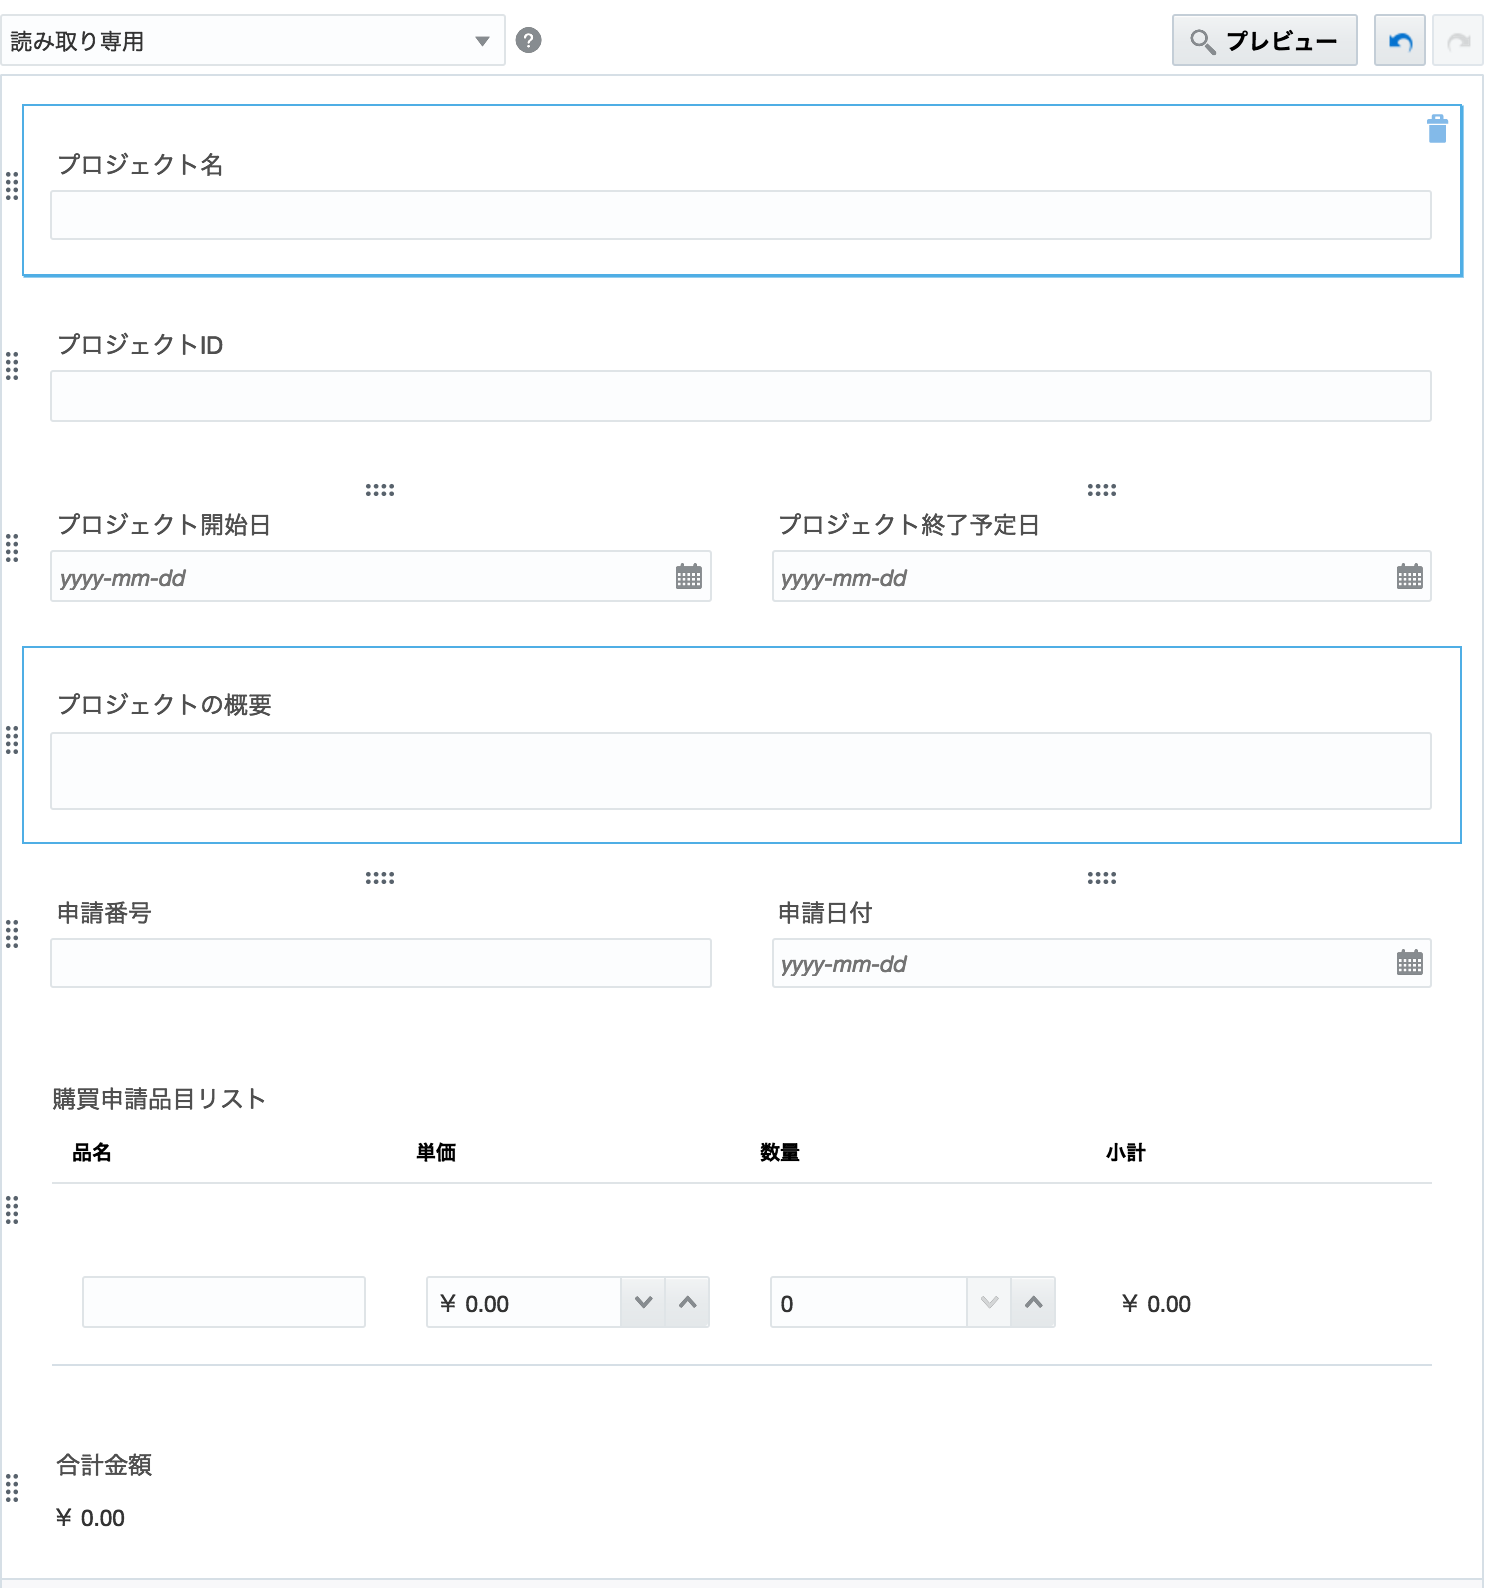 読み取り専用
?
プレビュー
プロジェクト名
プロジェクトID
プロジェクト開始日 プロジェクト終了予定日
yyyy-mm-dd yyyy-mm-dd
プロジェクトの概要
申請番号 申請日付
yyyy-mm-dd
購買申請品目リスト
品名 単価 数量 小計
¥ 0.00 0 ¥ 0.00
合計金額
¥ 0.00